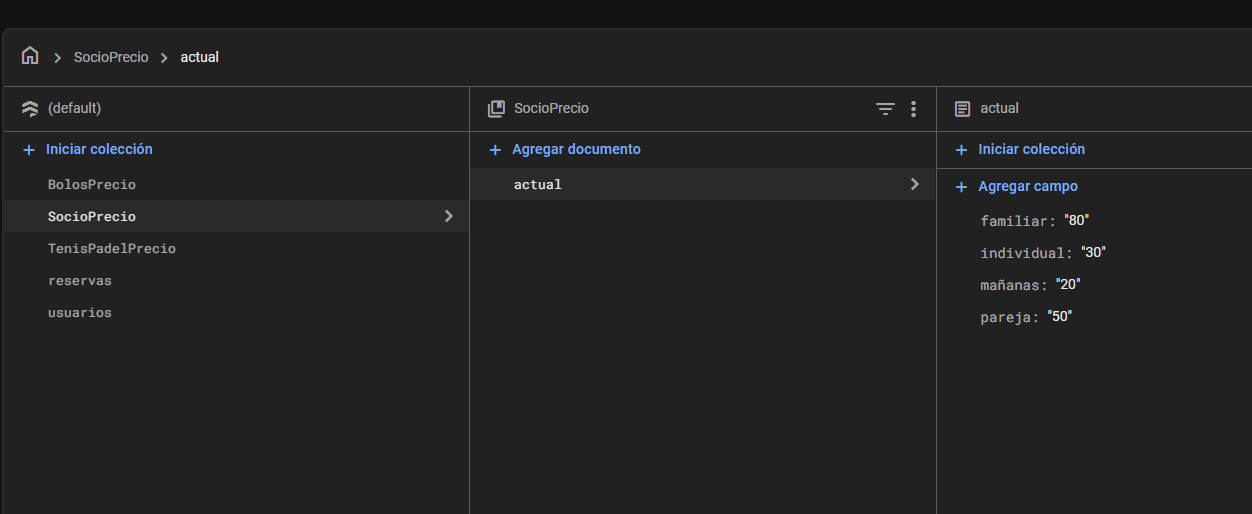 SocioPrecio > actual
(default)
+ Iniciar colección
BolosPrecio
SocioPrecio
TenisPadelPrecio
reservas
usuarios
SocioPrecio
+ Agregar documento
actual
actual
+ Iniciar colección
+ Agregar campo
familiar: "80"
individual: "30"
mañanas: "20"
pareja: "50"